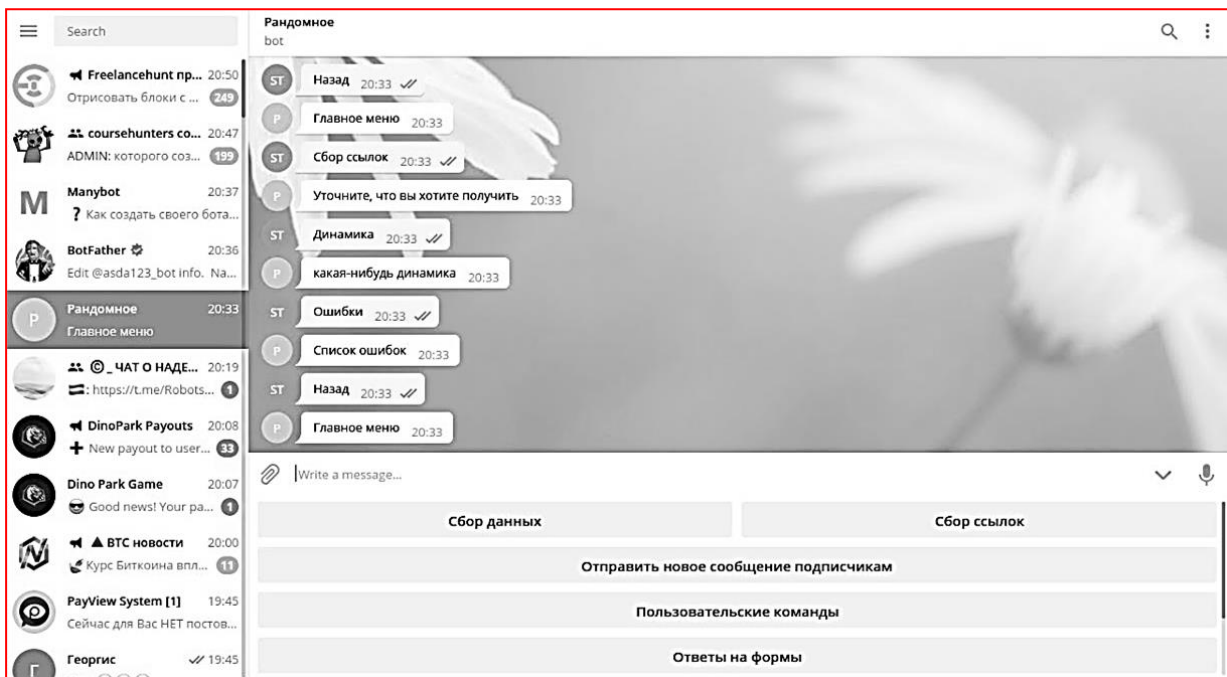 Search
Freelancehunt пр... 20:50
Отрисовать блоки с ... 249
coursehunters co... 20:47
ADMIN: которого соз... 199
M
Manybot 20:37
? Как создать своего бота...
BotFather 20:36
Edit @asda123_bot info. Na...
Р
Рандомное 20:33
Главное меню
©_ ЧАТ О НАДЕ... 20:19
: https://t.me/Robots... 1
DinoPark Payouts 20:08
+ New payout to user... 33
Dino Park Game 20:07
Good news! Your pa... 1
▲ BTC новости 20:00
Курс Биткоина впл... 11
PayView System [1] 19:45
Сейчас для Вас НЕТ постов...
Г
Георгис 19:45
Рандомное
bot
ST Назад 20:33
Р Главное меню 20:33
ST Сбор ссылок 20:33
Р Уточните, что вы хотите получить 20:33
ST Динамика 20:33
Р какая-нибудь динамика 20:33
ST Ошибки 20:33
Р Список ошибок 20:33
ST Назад 20:33
Р Главное меню 20:33
Write a message...
Сбор данных Сбор ссылок
Отправить новое сообщение подписчикам
Пользовательские команды
Ответы на формы